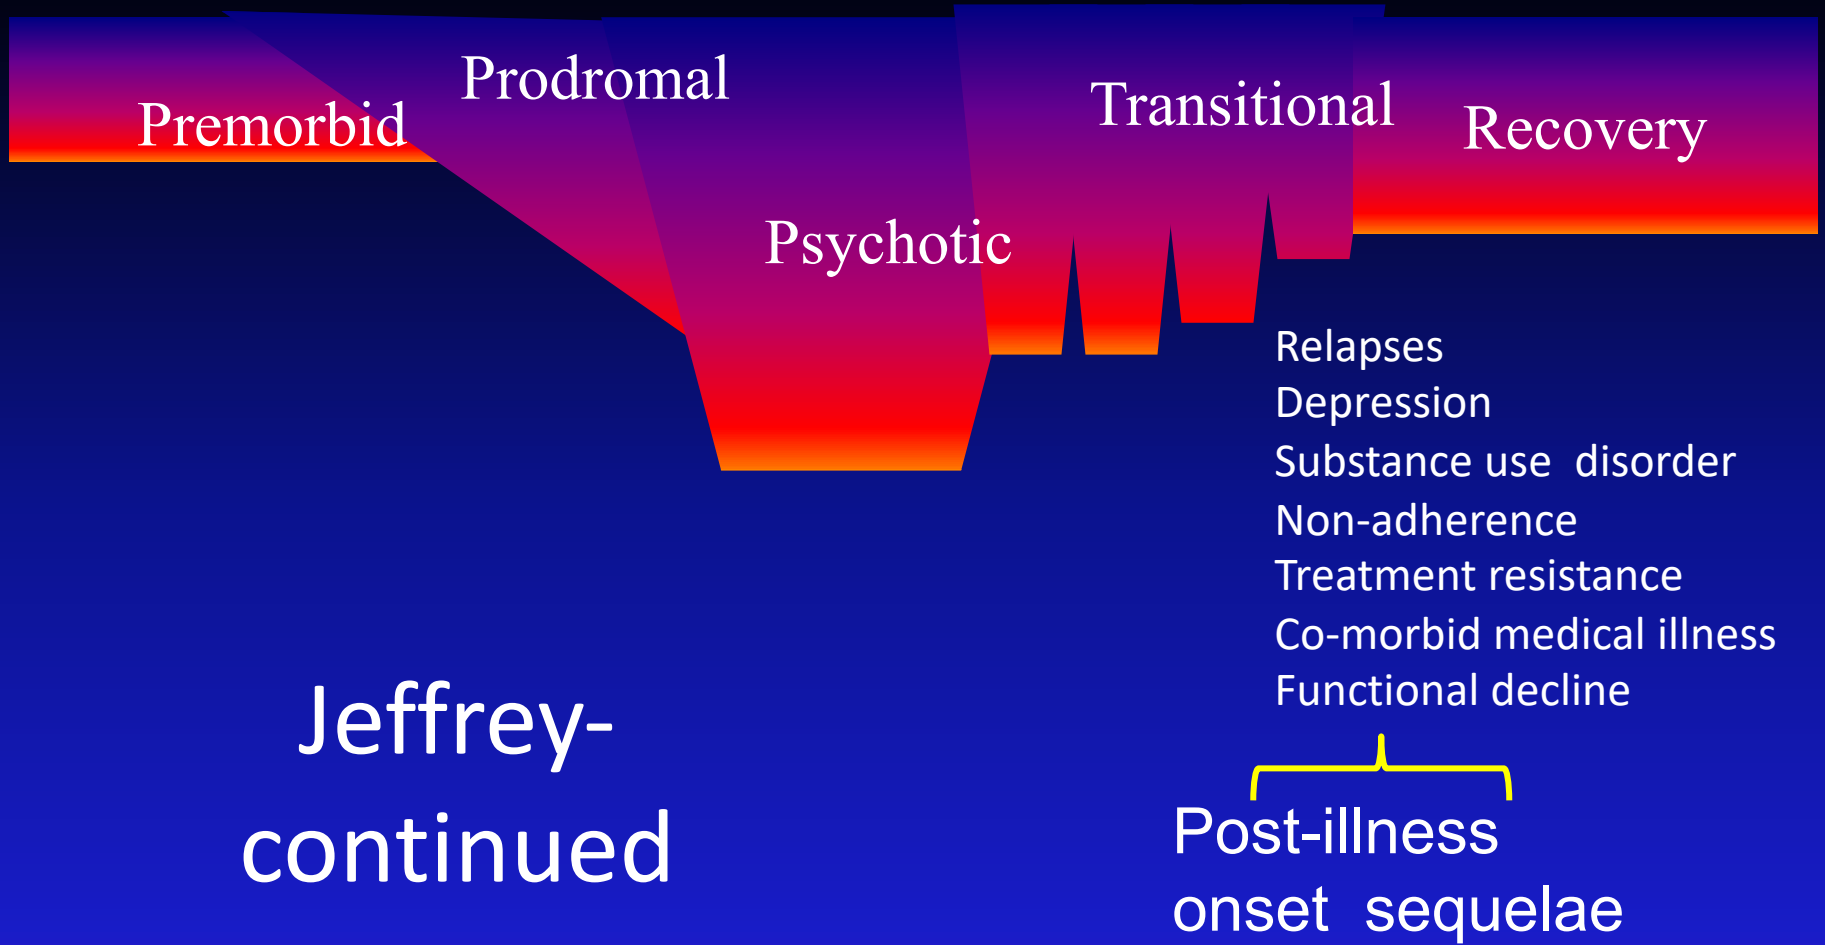 Premorbid
Prodromal
Psychotic
Transitional
Recovery
Relapses
Depression
Substance use  disorder
Non-adherence
Treatment resistance
Co-morbid medical illness
Functional decline
Jeffrey-
continued
Post-illness
onset  sequelae